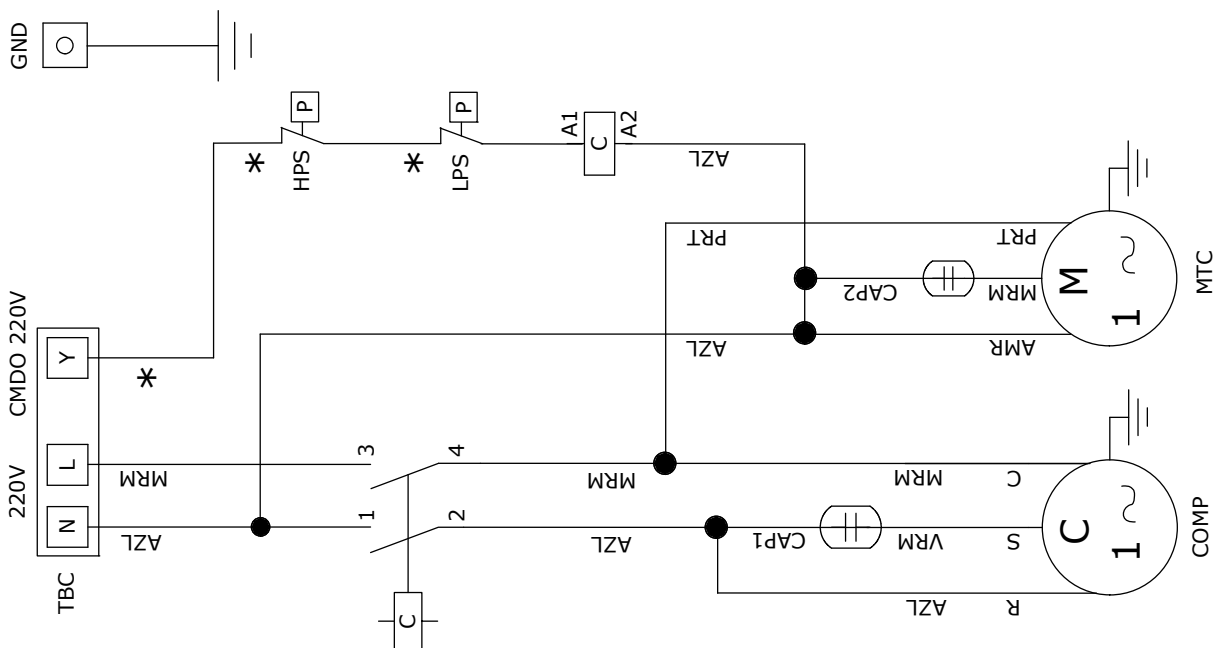 GND
P
P
HPS
LPS
*
*
A1
C
A2
AZL
PRT
PRT
CAP2
MRM
M
1
MTC
AZL
AMR
220V
CMDO 220V
Y
L
N
TBC
*
MRM
AZL
3
4
1
2
C
MRM
AZL
MRM
C
CAP1
VRM
S
AZL
R
C
1
COMP